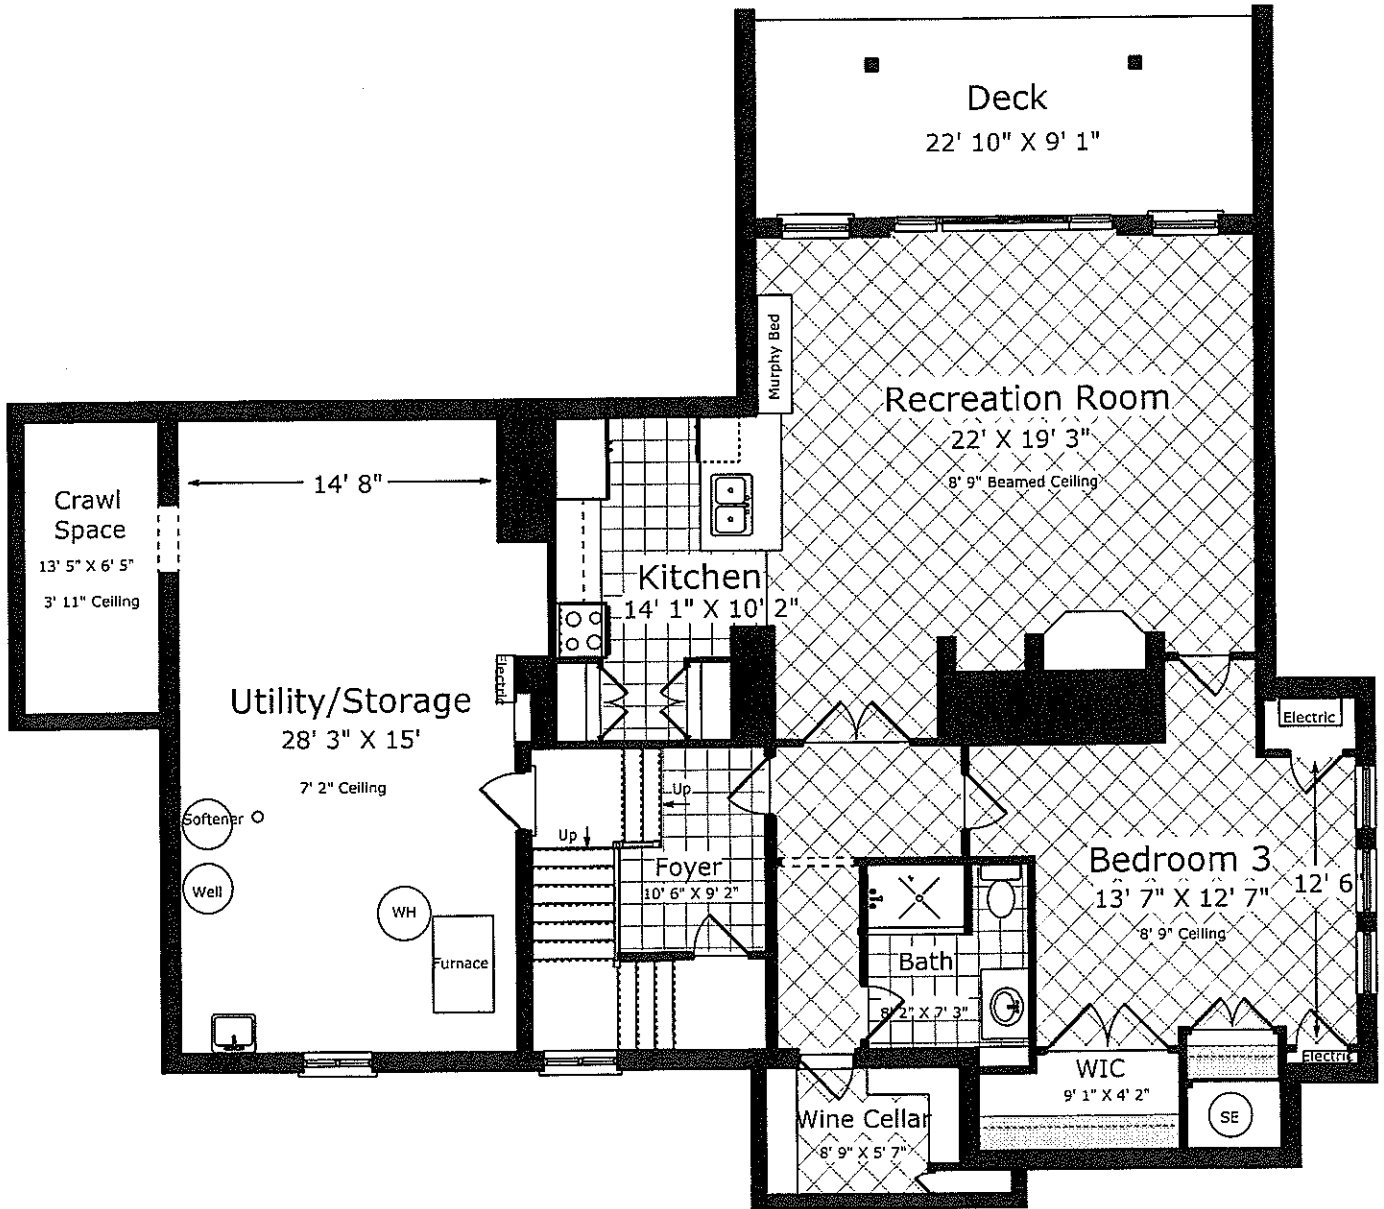 Deck
22' 10" X 9' 1"
Murphy Bed
Recreation Room
22' X 19' 3"
8' 9" Beamed Ceiling
14' 8"
Crawl
Space
13' 5" X 6' 5"
3' 11" Ceiling
Kitchen
14' 1" X 10' 2"
Electric
Utility/Storage
28' 3" X 15'
7' 2" Ceiling
Electric
Up
Softener
Up
Foyer
10' 6" X 9' 2"
Bedroom 3
13' 7" X 12' 7"
8' 9" Ceiling
12' 6"
Well
WH
Furnace
Bath
8' 2" X 7' 3"
Electric
WIC
9' 1" X 4' 2"
SE
Wine Cellar
8' 9" X 5' 7"